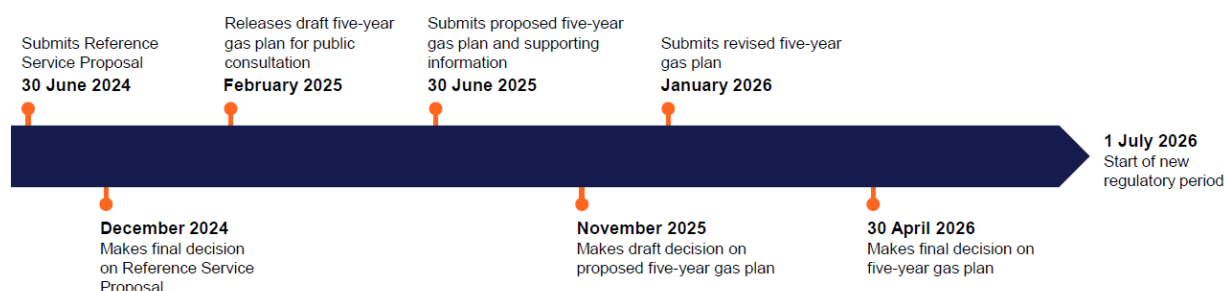 Submits Reference
Service Proposal
30 June 2024
Releases draft five-year
gas plan for public
consultation
February 2025
Submits proposed five-year
gas plan and supporting
information
30 June 2025
Submits revised five-year
gas plan
January 2026
1 July 2026
Start of new
regulatory period
December 2024
Makes final decision
on Reference Service
Proposal
November 2025
Makes draft decision on
proposed five-year gas plan
30 April 2026
Makes final decision on
five-year gas plan